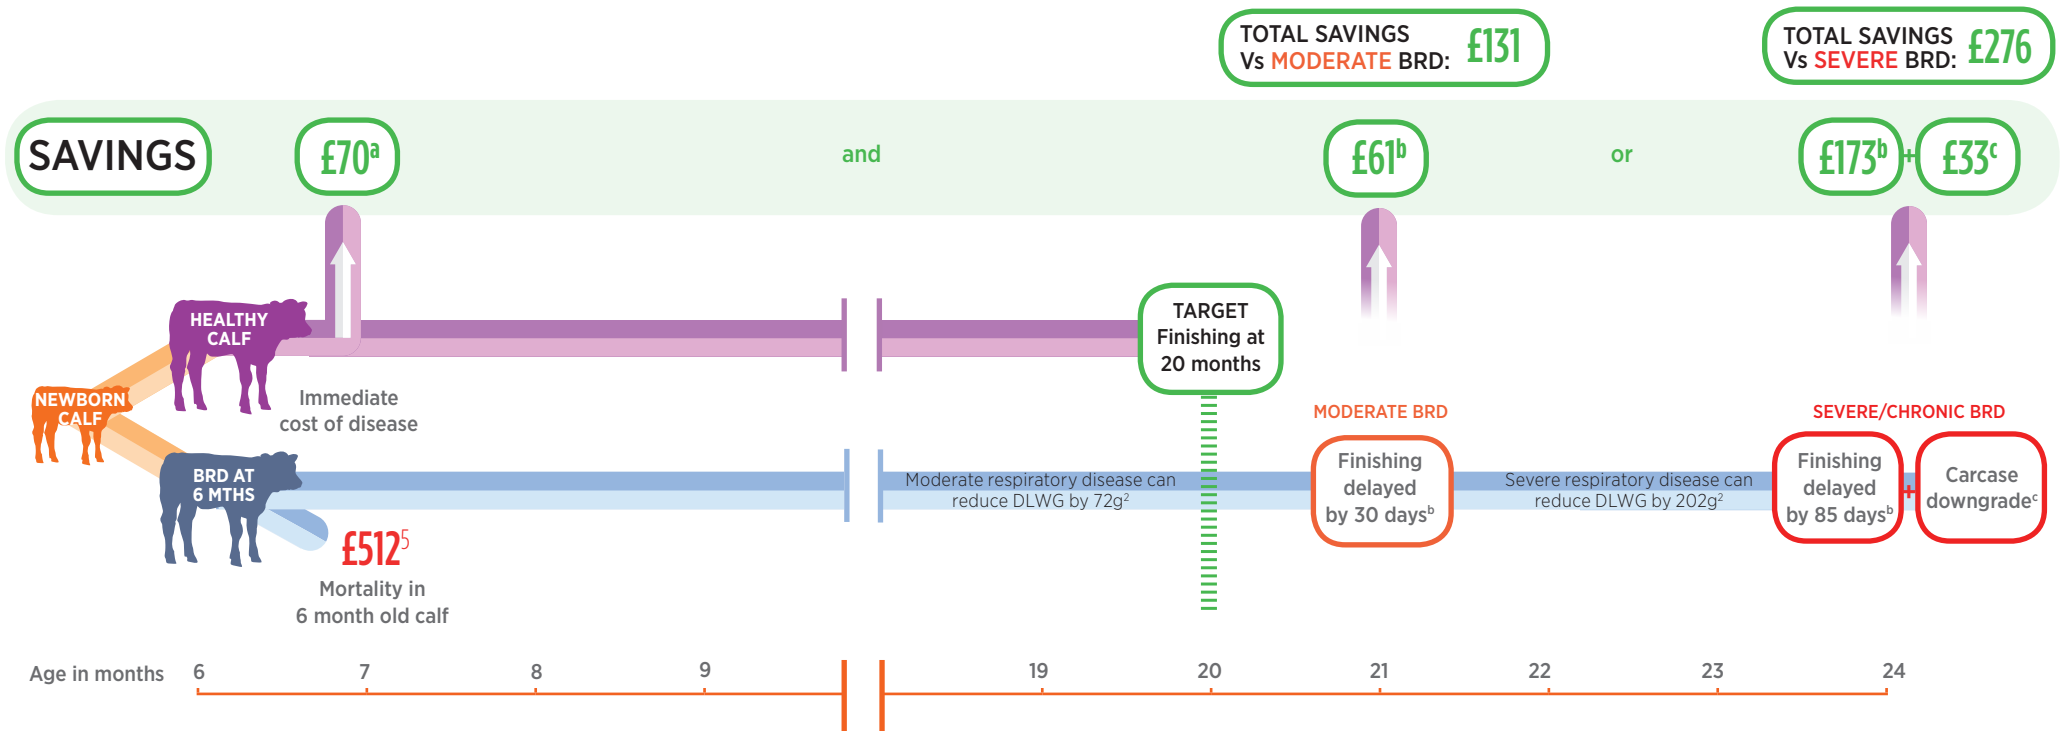 TOTAL SAVINGS
Vs MODERATE BRD: £131
TOTAL SAVINGS
Vs SEVERE BRD: £276
SAVINGS
£70ᵃ
and
£61ᵇ
or
£173ᵇ + £33ᶜ
HEALTHY
CALF
TARGET
Finishing at
20 months
NEWBORN
CALF
Immediate
cost of disease
MODERATE BRD
SEVERE/CHRONIC BRD
BRD AT
6 MTHS
Moderate respiratory disease can
reduce DLWG by 72g²
Finishing
delayed
by 30 daysᵇ
Severe respiratory disease can
reduce DLWG by 202g²
Finishing
delayed
by 85 daysᵇ
+
Carcase
downgradeᶜ
£512⁵
Mortality in
6 month old calf
Age in months 6 7 8 9 19 20 21 22 23 24